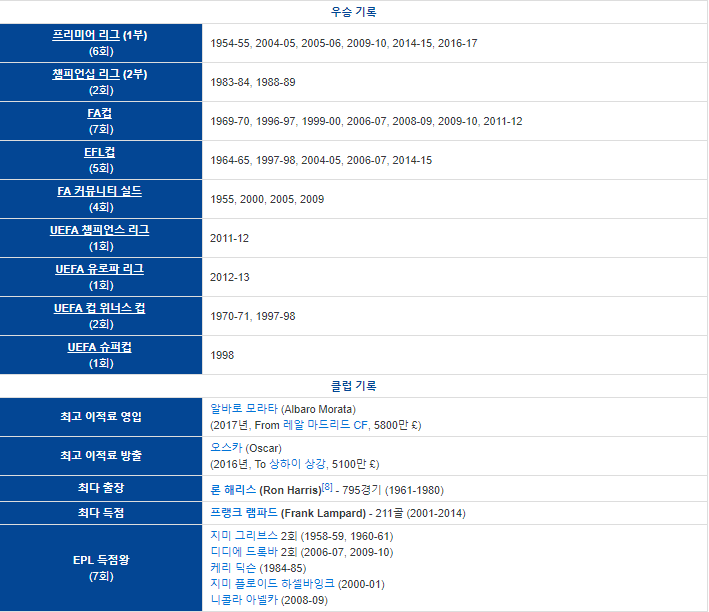 우승 기록
프리미어 리그 (1부)
(6회)
1954-55, 2004-05, 2005-06, 2009-10, 2014-15, 2016-17
챔피언십 리그 (2부)
(2회)
1983-84, 1988-89
FA컵
(7회)
1969-70, 1996-97, 1999-00, 2006-07, 2008-09, 2009-10, 2011-12
EFL컵
(5회)
1964-65, 1997-98, 2004-05, 2006-07, 2014-15
FA 커뮤니티 실드
(4회)
1955, 2000, 2005, 2009
UEFA 챔피언스 리그
(1회)
2011-12
UEFA 유로파 리그
(1회)
2012-13
UEFA 컵 위너스 컵
(2회)
1970-71, 1997-98
UEFA 슈퍼컵
(1회)
1998
클럽 기록
최고 이적료 영입
알바로 모라타 (Albaro Morata)
(2017년, From 레알 마드리드 CF, 5800만 £)
최고 이적료 방출
오스카 (Oscar)
(2016년, To 상하이 상강, 5100만 £)
최다 출장
론 해리스 (Ron Harris)[8] - 795경기 (1961-1980)
최다 득점
프랭크 램파드 (Frank Lampard) - 211골 (2001-2014)
EPL 득점왕
(7회)
지미 그리브스 2회 (1958-59, 1960-61)
디디에 드록바 2회 (2006-07, 2009-10)
케리 딕슨 (1984-85)
지미 플로이드 하셀바잉크 (2000-01)
니콜라 아넬카 (2008-09)